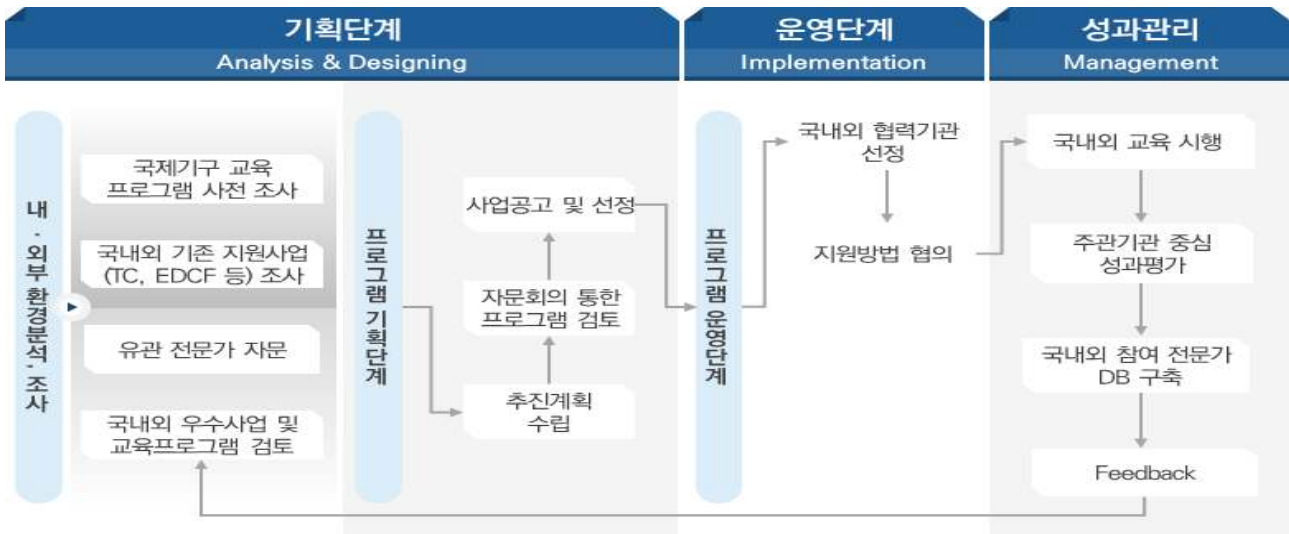 기획단계
Analysis & Designing
운영단계
Implementation
성과관리
Management
내·외부 환경분석·조사
국제기구 교육
프로그램 사전 조사
국내외 기존 지원사업
(TC, EDCF 등) 조사
유관 전문가 자문
국내외 우수사업 및
교육프로그램 검토
프로그램 기획단계
사업공고 및 선정
자문회의 통한
프로그램 검토
추진계획
수립
프로그램 운영단계
국내외 협력기관
선정
지원방법 협의
국내외 교육 시행
주관기관 중심
성과평가
국내외 참여 전문가
DB 구축
Feedback